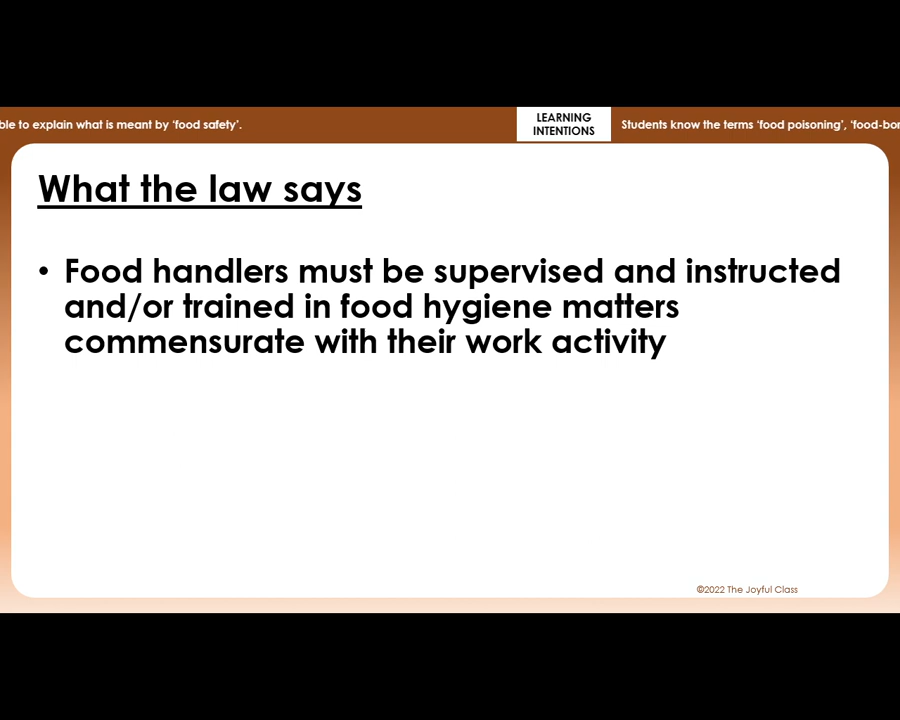 ble to explain what is meant by ‘food safety’.
LEARNING
INTENTIONS
Students know the terms ‘food poisoning’, ‘food-bor
What the law says
• Food handlers must be supervised and instructed
and/or trained in food hygiene matters
commensurate with their work activity
©2022 The Joyful Class